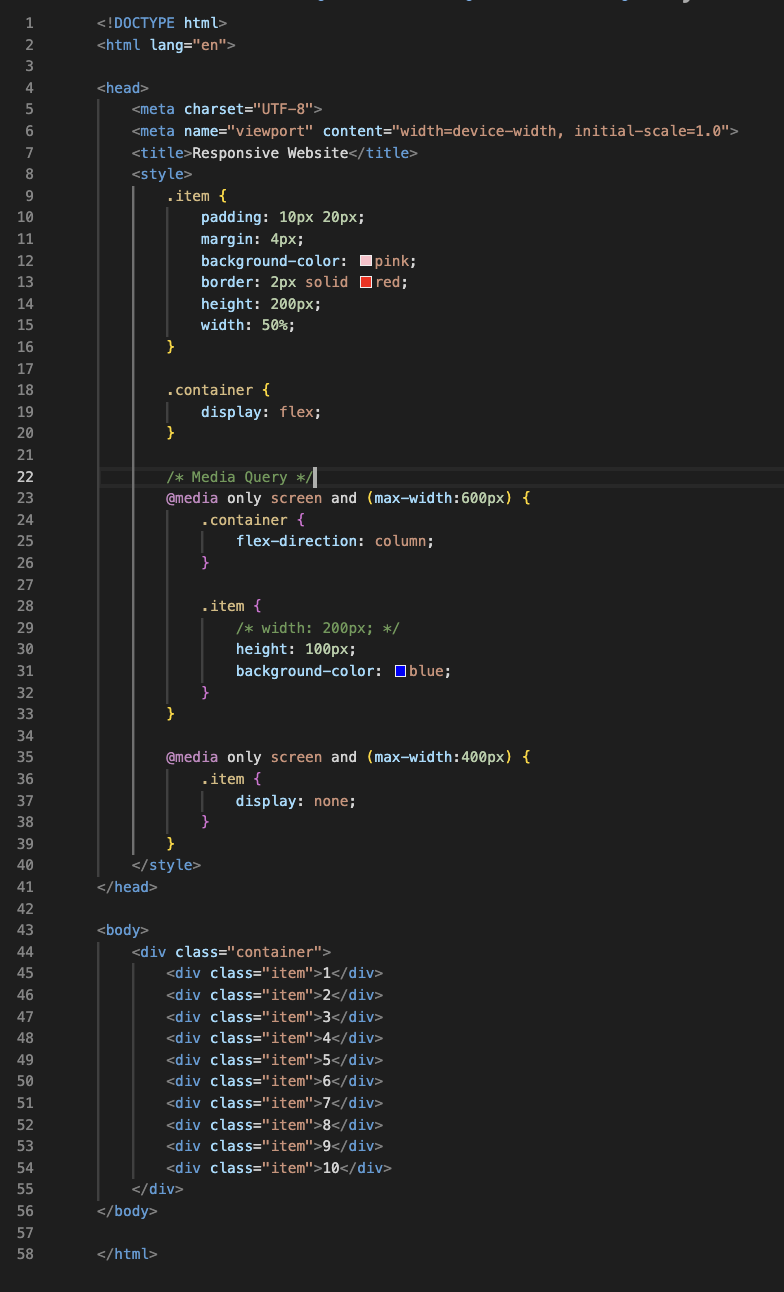 1 <!DOCTYPE html>
2 <html lang="en">
3
4 <head>
5     <meta charset="UTF-8">
6     <meta name="viewport" content="width=device-width, initial-scale=1.0">
7     <title>Responsive Website</title>
8     <style>
9         .item {
10             padding: 10px 20px;
11             margin: 4px;
12             background-color: pink;
13             border: 2px solid red;
14             height: 200px;
15             width: 50%;
16         }
17
18         .container {
19             display: flex;
20         }
21
22         /* Media Query */
23         @media only screen and (max-width:600px) {
24             .container {
25                 flex-direction: column;
26             }
27
28             .item {
29                 /* width: 200px; */
30                 height: 100px;
31                 background-color: blue;
32             }
33         }
34
35         @media only screen and (max-width:400px) {
36             .item {
37                 display: none;
38             }
39         }
40     </style>
41 </head>
42
43 <body>
44     <div class="container">
45         <div class="item">1</div>
46         <div class="item">2</div>
47         <div class="item">3</div>
48         <div class="item">4</div>
49         <div class="item">5</div>
50         <div class="item">6</div>
51         <div class="item">7</div>
52         <div class="item">8</div>
53         <div class="item">9</div>
54         <div class="item">10</div>
55     </div>
56 </body>
57
58 </html>